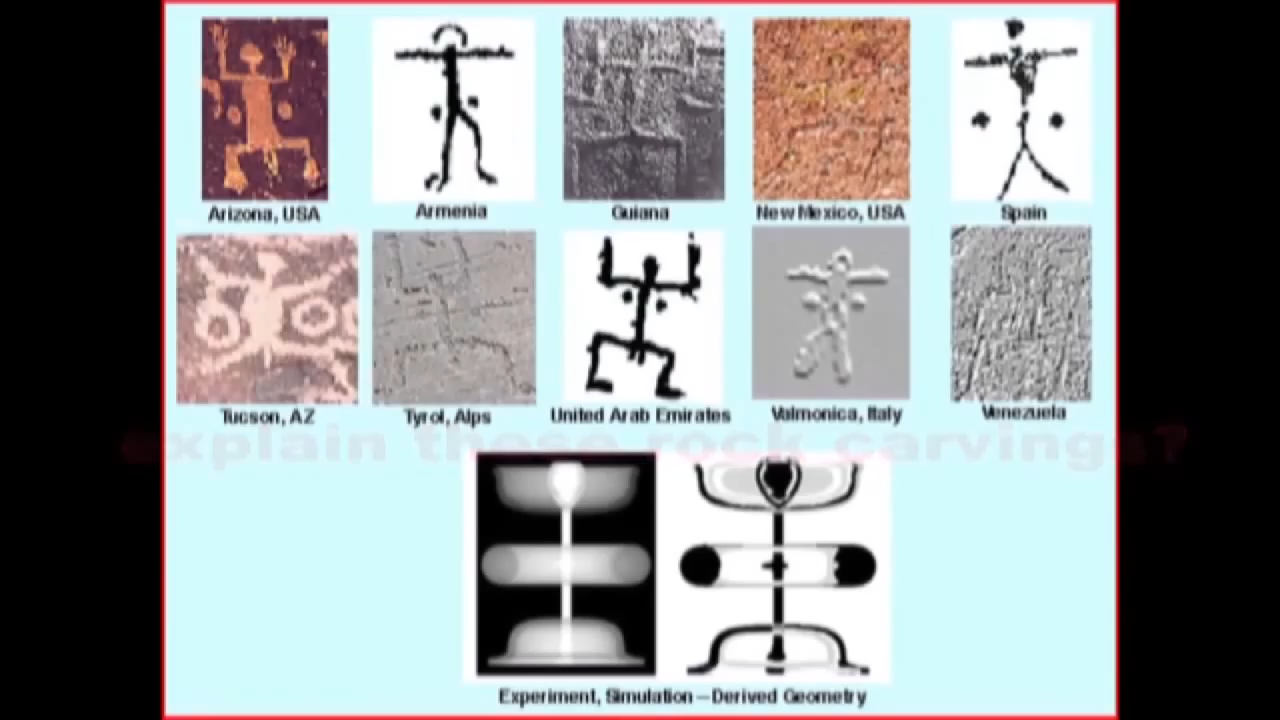 Arizona, USA
Armenia
Guiana
New Mexico, USA
Spain
Tucson, AZ
Tyrol, Alps
United Arab Emirates
Valmonica, Italy
Venezuela
explain these rock carvings?
Experiment, Simulation – Derived Geometry